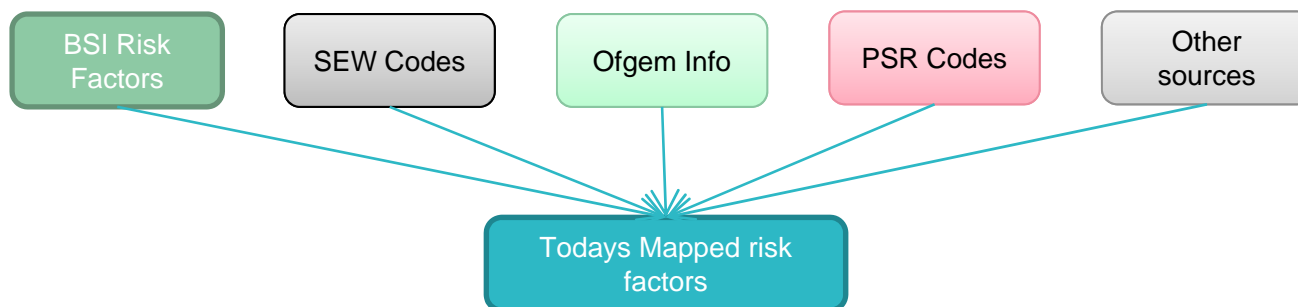 BSI Risk
Factors
SEW Codes
Ofgem Info
PSR Codes
Other
sources
Todays Mapped risk
factors